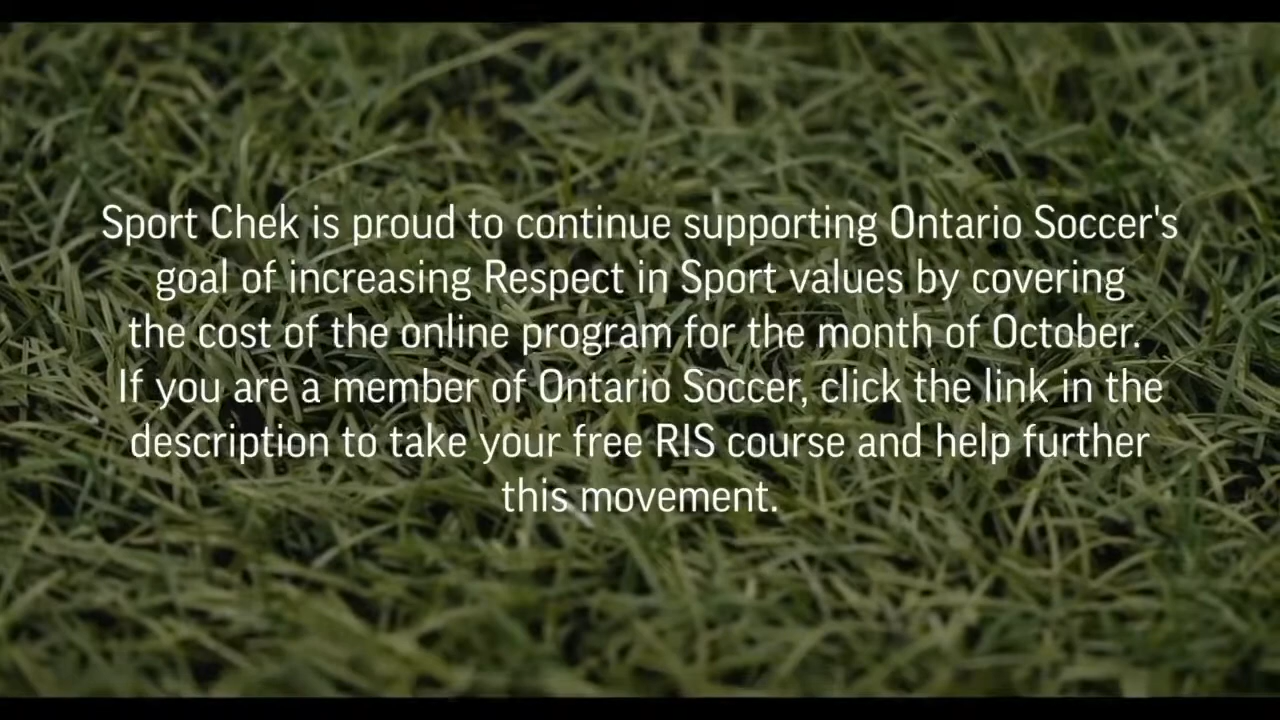 Sport Chek is proud to continue supporting Ontario Soccer's
goal of increasing Respect in Sport values by covering
the cost of the online program for the month of October.
If you are a member of Ontario Soccer, click the link in the
description to take your free RIS course and help further
this movement.